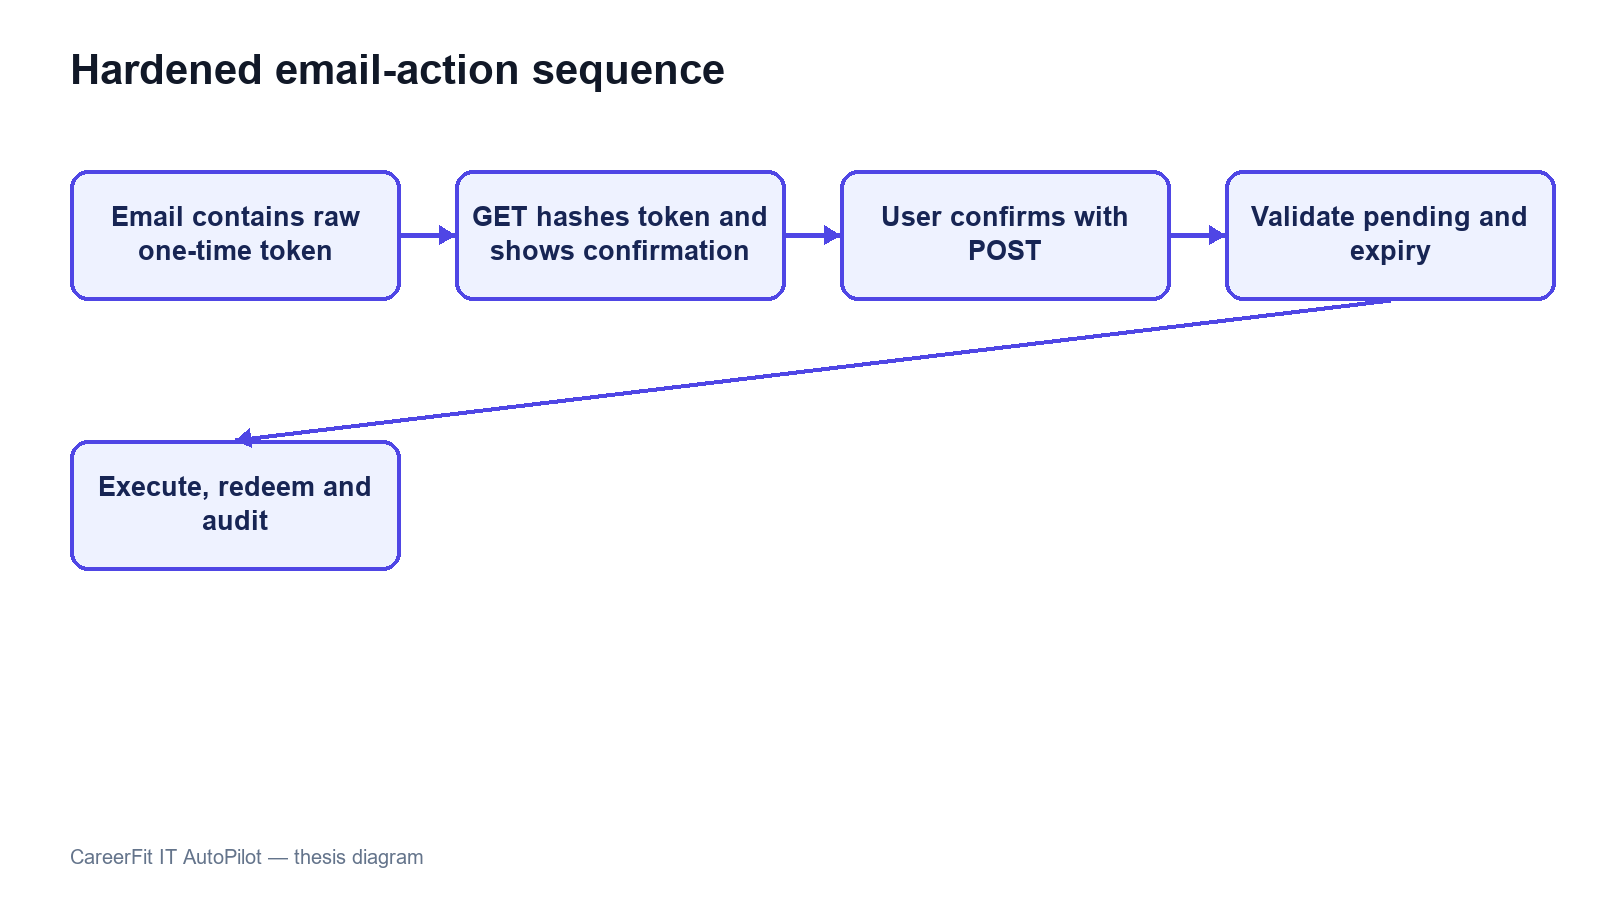 Hardened email-action sequence
Email contains raw
one-time token
GET hashes token and
shows confirmation
User confirms with
POST
Validate pending and
expiry
Execute, redeem and
audit
CareerFit IT AutoPilot — thesis diagram